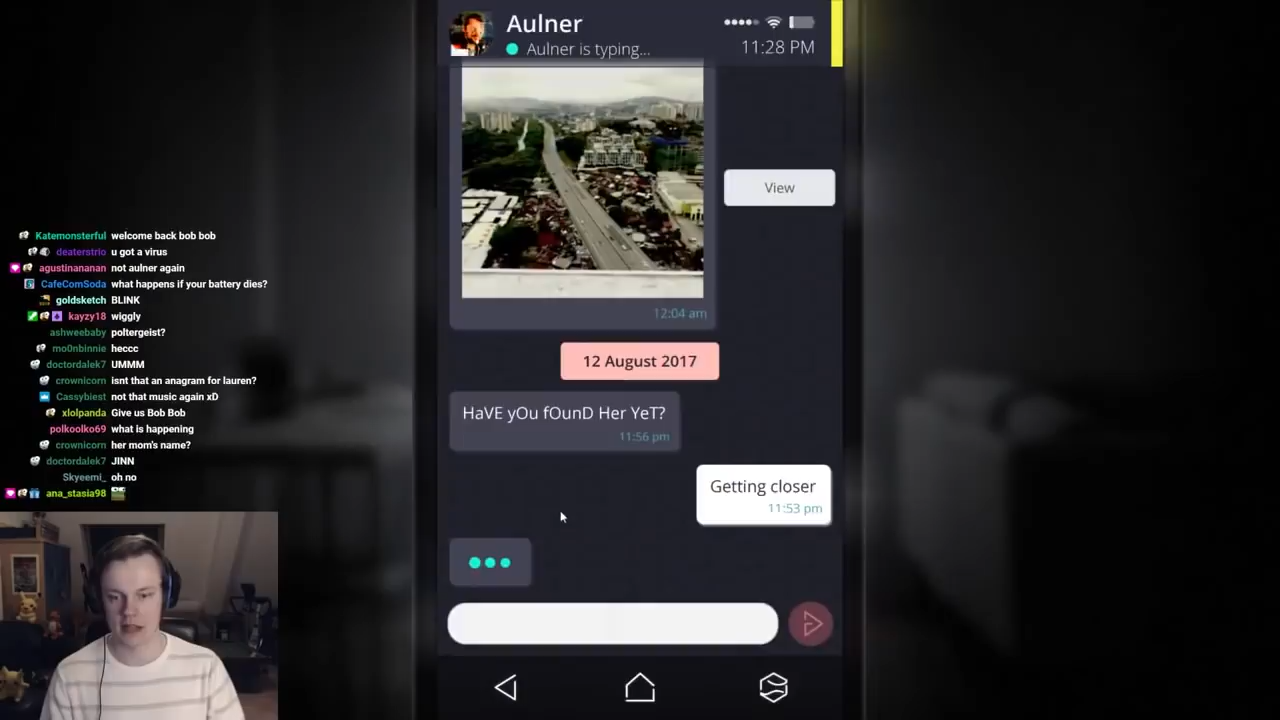 Aulner
Aulner is typing...
11:28 PM
View
12:04 am
12 August 2017
HaVE yOu fOunD Her YeT?
11:56 pm
Getting closer
11:53 pm
Katemonsterful welcome back bob bob
deaterstrio u got a virus
agustinananan not aulner again
CafeComSoda what happens if your battery dies?
goldsketch BLINK
kayzy18 wiggly
ashweebaby poltergeist?
mo0nbinnie heccc
doctordalek7 UMMM
crownicorn isnt that an anagram for lauren?
Cassybiest not that music again xD
xlolpanda Give us Bob Bob
polkoolko69 what is happening
crownicorn her mom's name?
doctordalek7 JINN
Skyeemi_ oh no
ana_stasia98